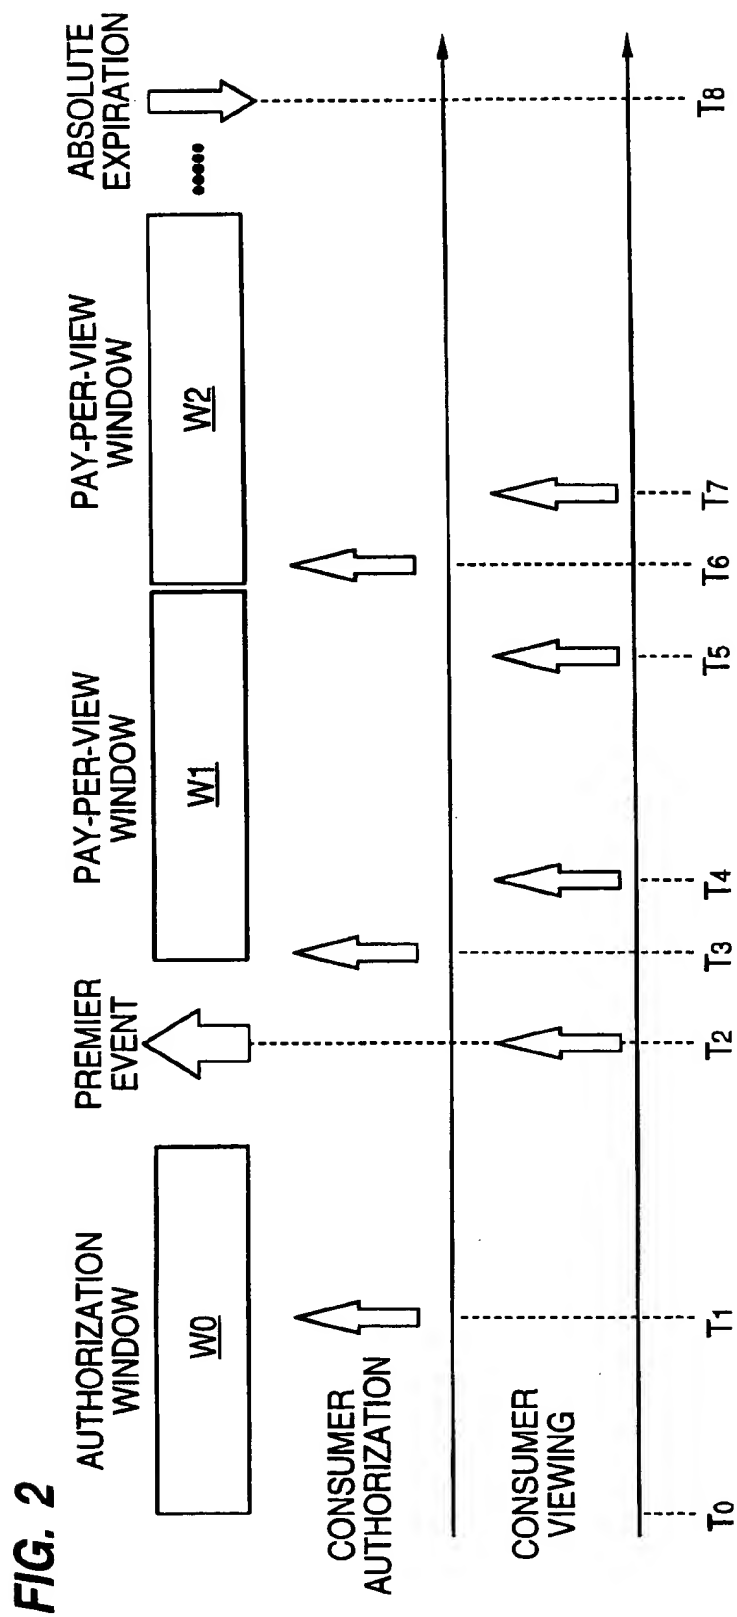 FIG. 2
AUTHORIZATION
WINDOW
PREMIER
EVENT
PAY-PER-VIEW
WINDOW
PAY-PER-VIEW
WINDOW
ABSOLUTE
EXPIRATION
W0
W1
W2
CONSUMER
AUTHORIZATION
CONSUMER
VIEWING
T0
T1
T2
T3
T4
T5
T6
T7
T8